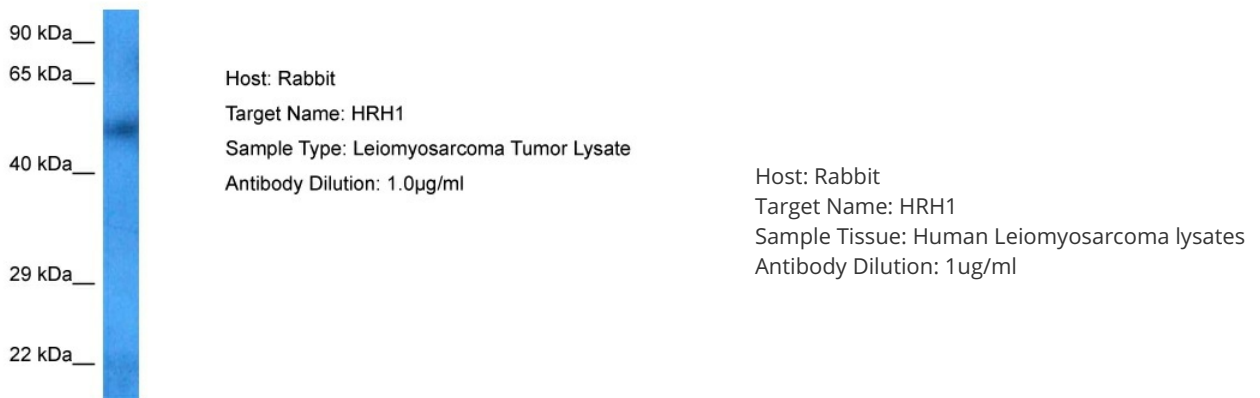 90 kDa__
65 kDa__
40 kDa__
29 kDa__
22 kDa__
Host: Rabbit
Target Name: HRH1
Sample Type: Leiomyosarcoma Tumor Lysate
Antibody Dilution: 1.0µg/ml
Host: Rabbit
Target Name: HRH1
Sample Tissue: Human Leiomyosarcoma lysates
Antibody Dilution: 1ug/ml